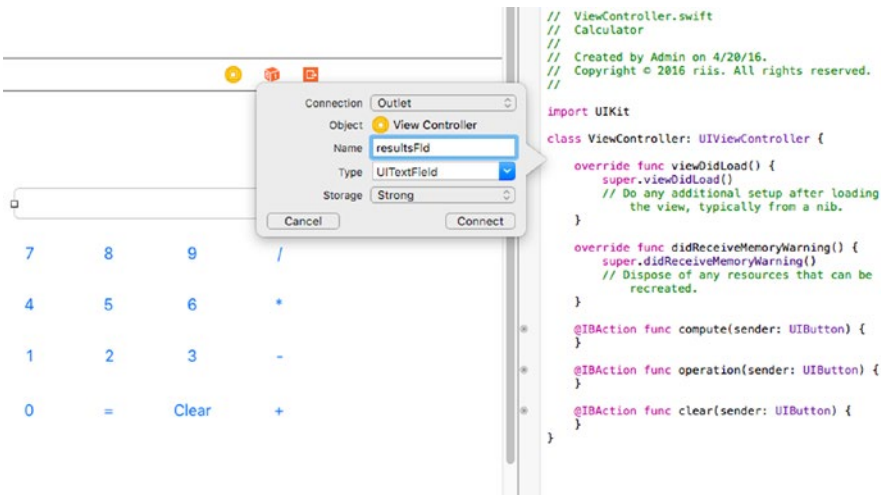 Connection Outlet
Object View Controller
Name resultsFld
Type UITextField
Storage Strong
Cancel Connect
7 8 9 /
4 5 6 *
1 2 3 -
0 = Clear +
//  ViewController.swift
//  Calculator
//
//  Created by Admin on 4/20/16.
//  Copyright © 2016 riis. All rights reserved.
//
import UIKit
class ViewController: UIViewController {
override func viewDidLoad() {
super.viewDidLoad()
// Do any additional setup after loading
the view, typically from a nib.
}
override func didReceiveMemoryWarning() {
super.didReceiveMemoryWarning()
// Dispose of any resources that can be
recreated.
}
@IBAction func compute(sender: UIButton) {
}
@IBAction func operation(sender: UIButton) {
}
@IBAction func clear(sender: UIButton) {
}
}